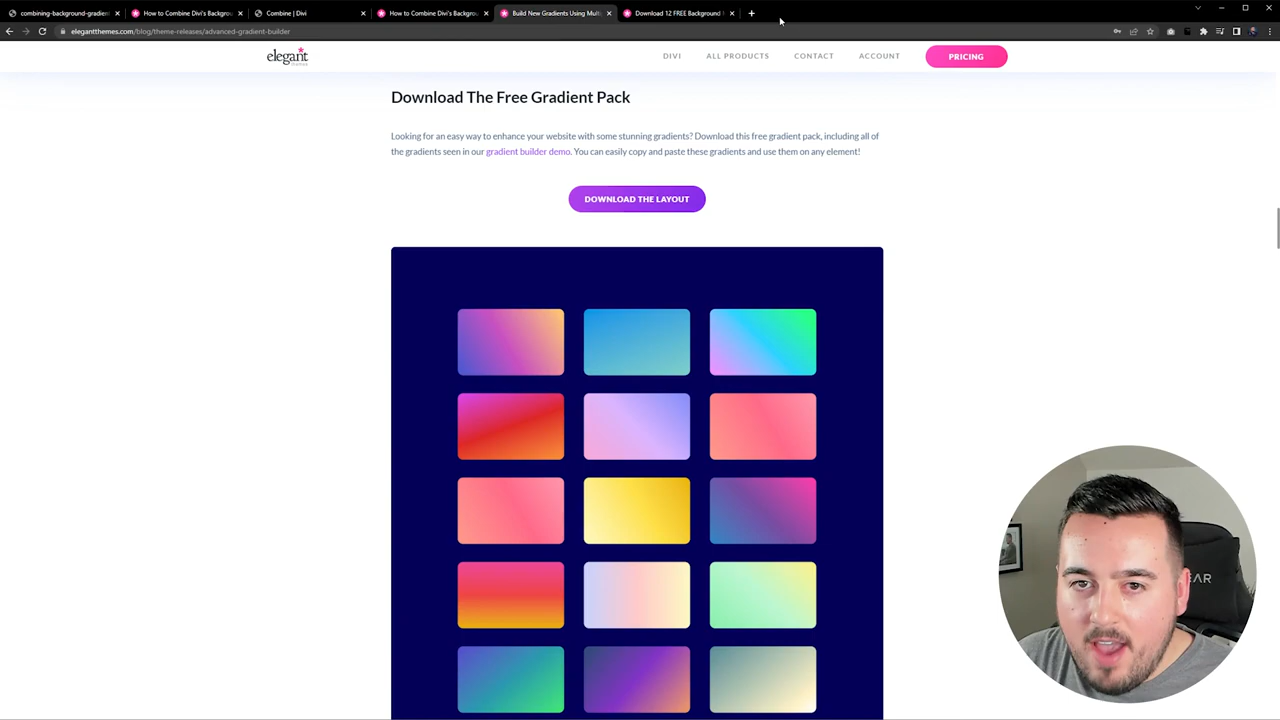 combining-background-gradien
How to Combine Divi's Backgrou
Combine | Divi
How to Combine Divi's Backgrou
Build New Gradients Using Multi
Download 12 FREE Background
elegantthemes.com/blog/theme-releases/advanced-gradient-builder
elegant
DIVI
ALL PRODUCTS
CONTACT
ACCOUNT
PRICING
Download The Free Gradient Pack
Looking for an easy way to enhance your website with some stunning gradients? Download this free gradient pack, including all of
the gradients seen in our gradient builder demo. You can easily copy and paste these gradients and use them on any element!
DOWNLOAD THE LAYOUT